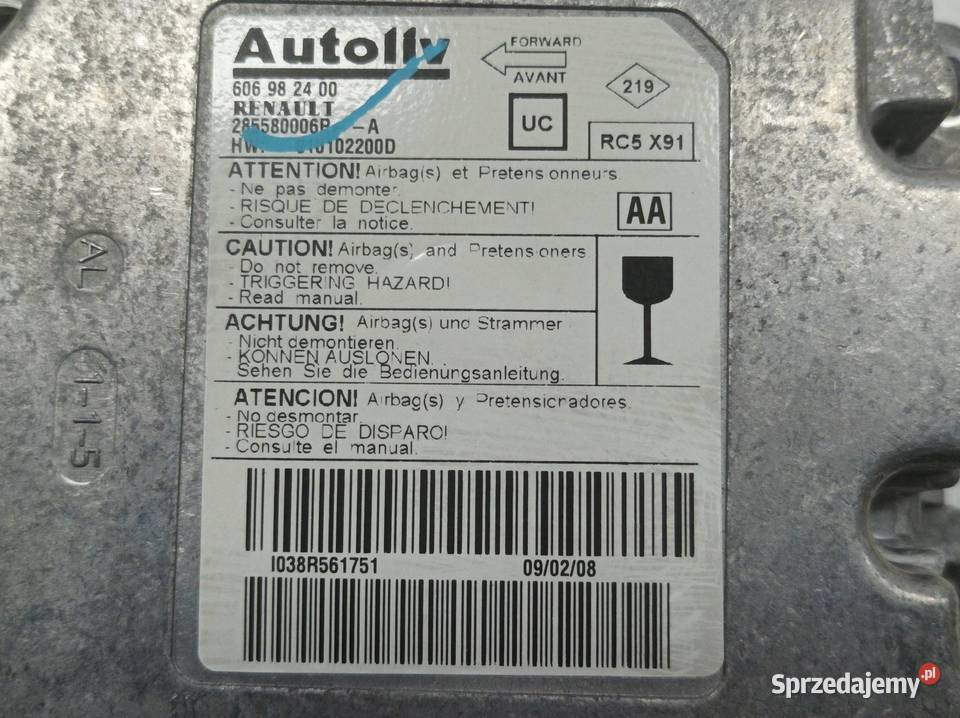 Autoliv
FORWARD
AVANT
219
606 98 24 00
RENAULT
285580006R -A
UC
RC5 X91
ATTENTION! Airbag(s) et Pretensionneurs.
- Ne pas demonter.
- RISQUE DE DECLENCHEMENT!
- Consulter la notice.
AA
CAUTION! Airbag(s) and Pretensioners
- Do not remove.
- TRIGGERING HAZARD!
- Read manual.
ACHTUNG! Airbag(s) und Strammer
- Nicht demontieren.
- KONNEN AUSLONEN.
Sehen Sie die Bedienungsanleitung.
ATENCION! Airbag(s) y Pretensionadores.
- No desmontar.
- RIESGO DE DISPARO!
- Consulte el manual.
I038R561751 09/02/08
AL
1-1-5
Sprzedajemy.pl